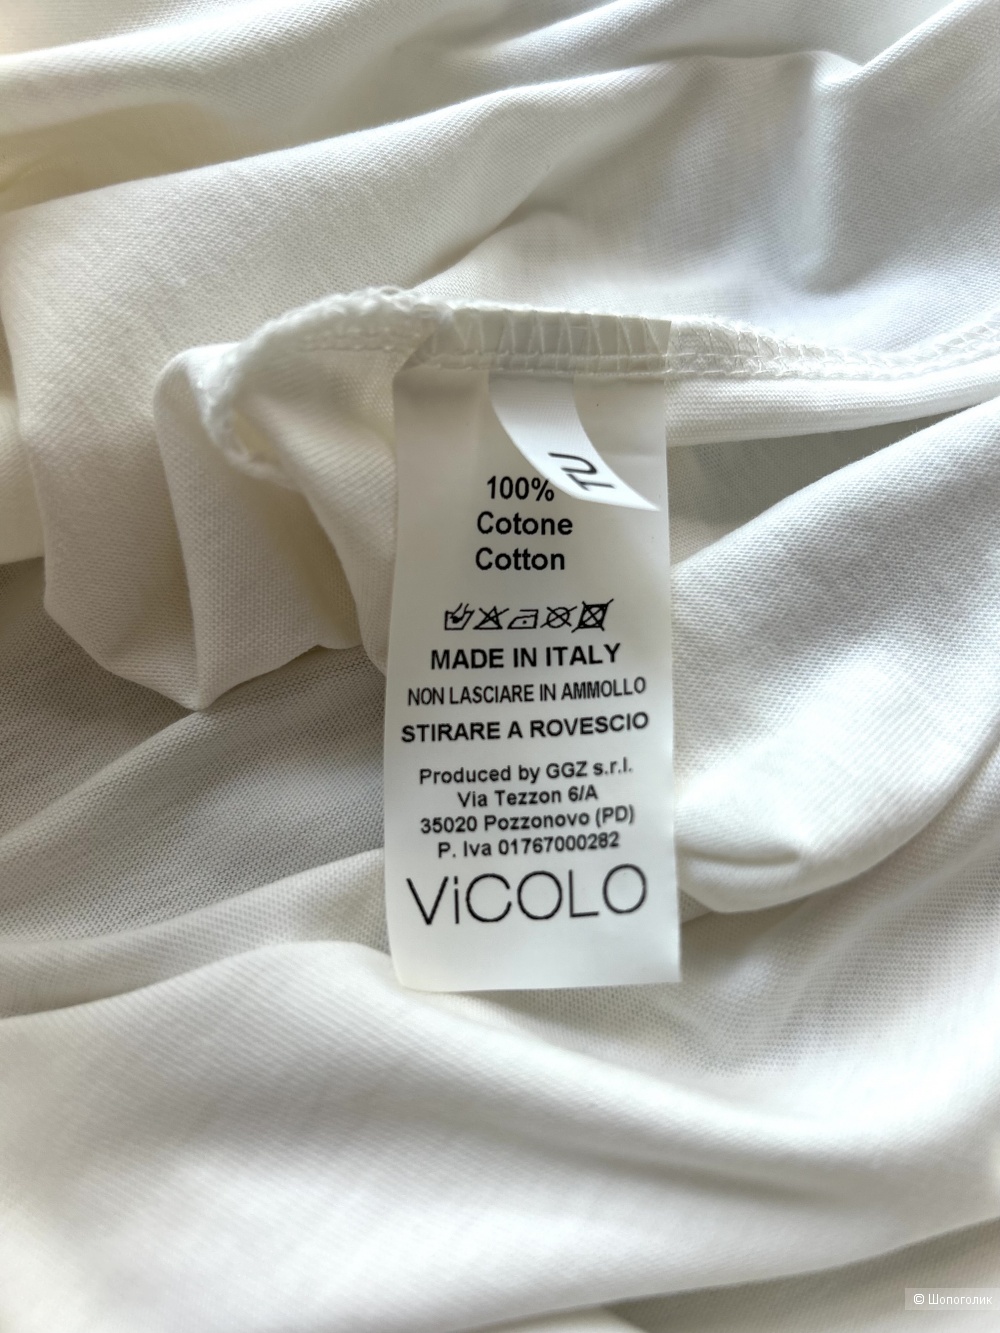 TU
100%
Cotone
Cotton
MADE IN ITALY
NON LASCIARE IN AMMOLLO
STIRARE A ROVESCIO
Produced by GGZ s.r.l.
Via Tezzon 6/A
35020 Pozzonovo (PD)
P. Iva 01767000282
ViCOLO
© Шопоголик